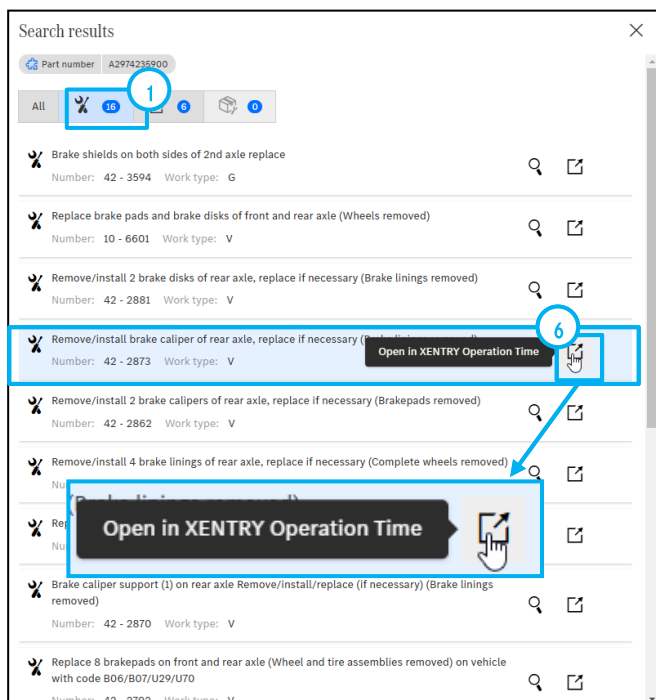 Search results
Part number A2974235900
All 16 6 0
1
Brake shields on both sides of 2nd axle replace
Number: 42 - 3594 Work type: G
Replace brake pads and brake disks of front and rear axle (Wheels removed)
Number: 10 - 6601 Work type: V
Remove/install 2 brake disks of rear axle, replace if necessary (Brake linings removed)
Number: 42 - 2881 Work type: V
6
Remove/install brake caliper of rear axle, replace if necessary
Open in XENTRY Operation Time
Number: 42 - 2873 Work type: V
Remove/install 2 brake calipers of rear axle, replace if necessary (Brakepads removed)
Number: 42 - 2862 Work type: V
Remove/install 4 brake linings of rear axle, replace if necessary (Complete wheels removed)
Open in XENTRY Operation Time
Brake caliper support (1) on rear axle Remove/install/replace (if necessary) (Brake linings
removed)
Number: 42 - 2870 Work type: V
Replace 8 brakepads on front and rear axle (Wheel and tire assemblies removed) on vehicle
with code B06/B07/U29/U70
Number: 42 - 2702 Work type: V